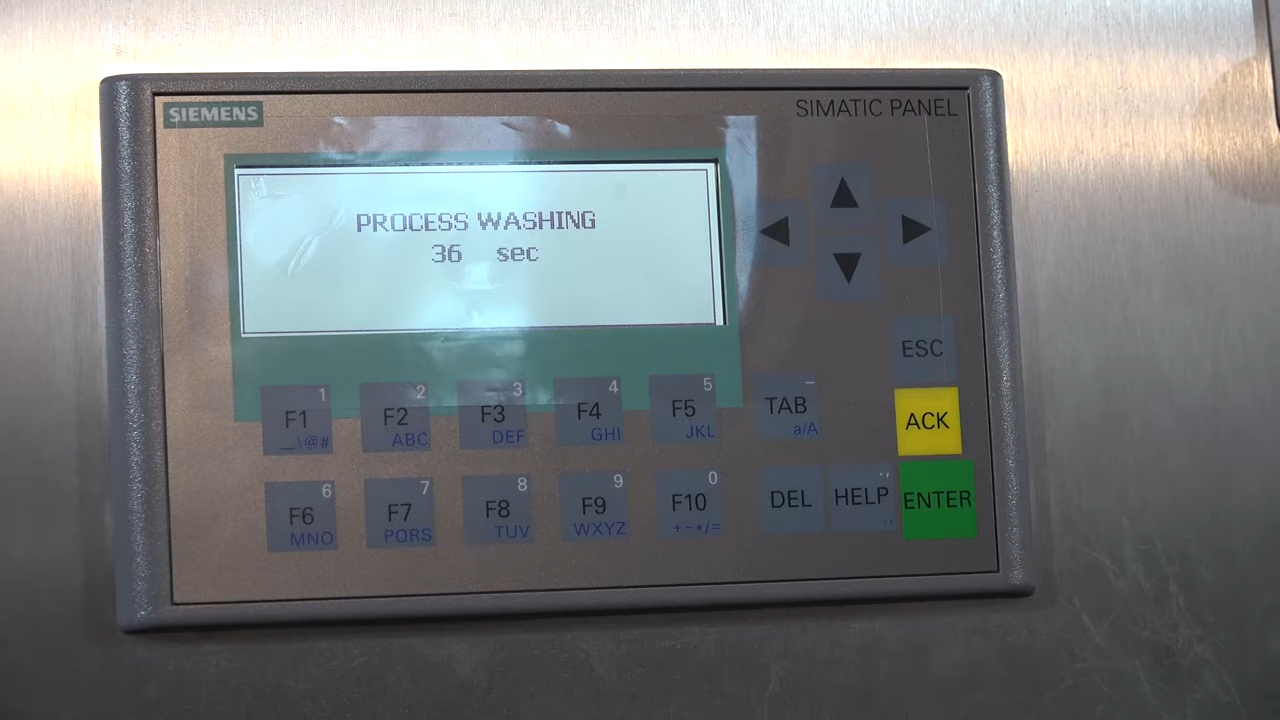 SIEMENS
SIMATIC PANEL
PROCESS WASHING
36 sec
ESC
1 2 3 4 5 –
F1 F2 F3 F4 F5 TAB ACK
_\@# ABC DEF GHI JKL a/A
6 7 8 9 0
F6 F7 F8 F9 F10 DEL HELP ENTER
MNO PQRS TUV WXYZ +-*/=